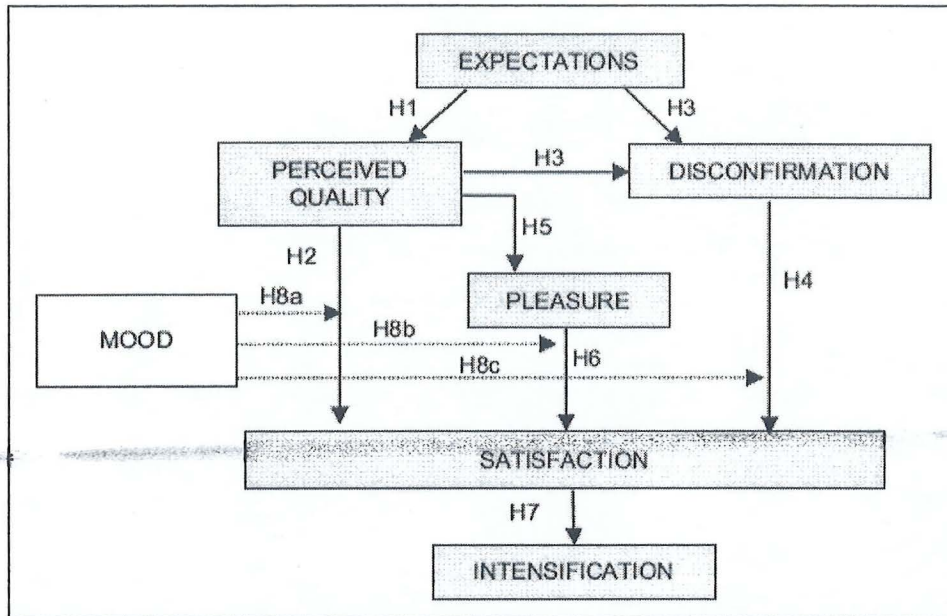 EXPECTATIONS
H1
H3
PERCEIVED
QUALITY
H3
DISCONFIRMATION
H5
H2
H4
H8a
PLEASURE
MOOD
H8b
H6
H8c
SATISFACTION
H7
INTENSIFICATION